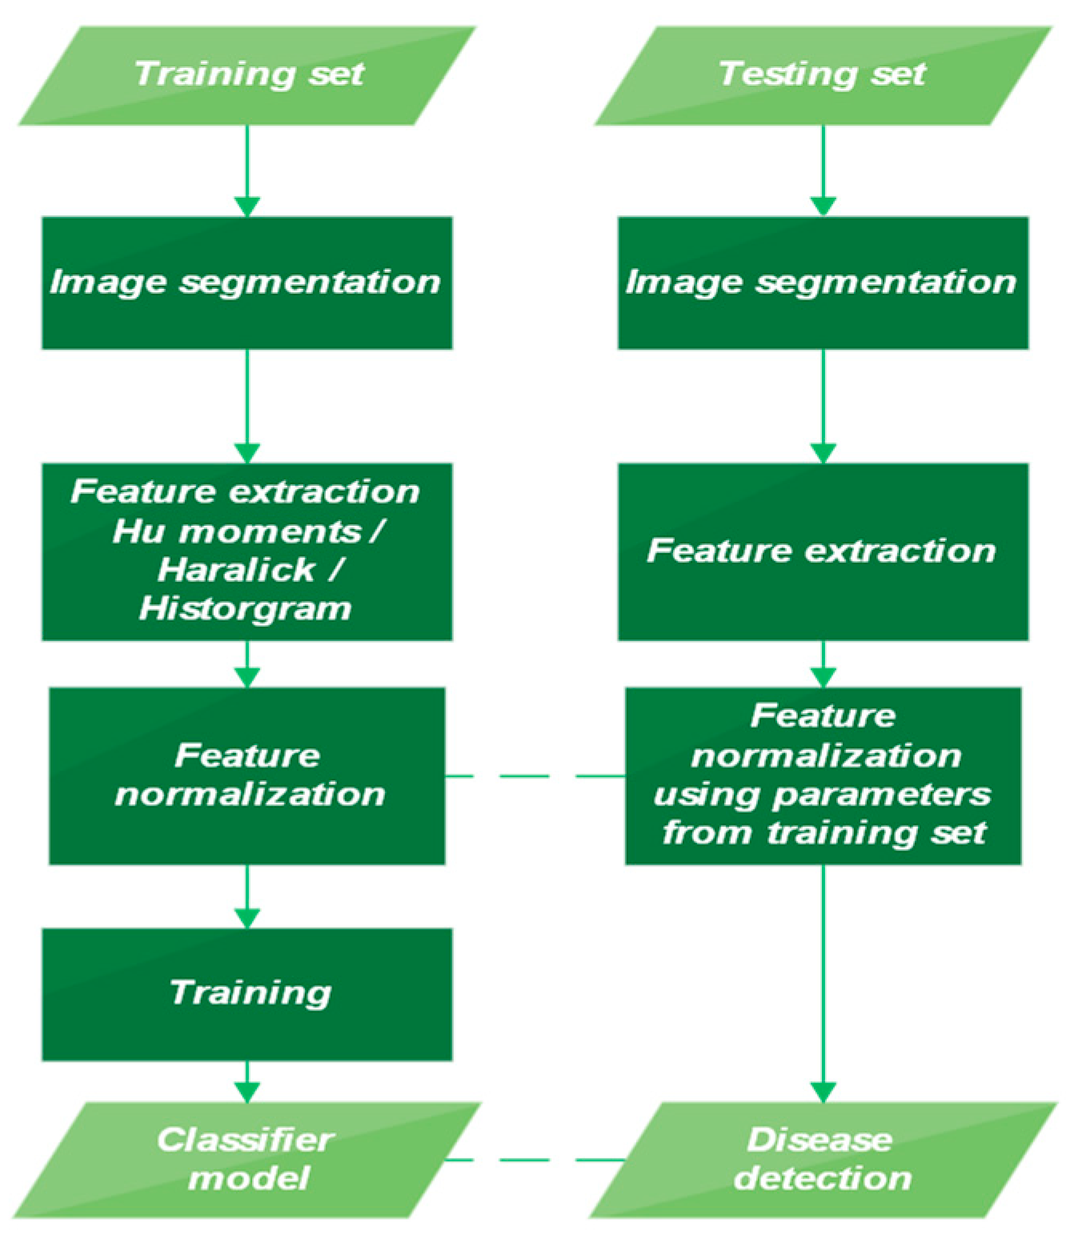 Training set
Image segmentation
Feature extraction
Hu moments /
Haralick /
Historgram
Feature
normalization
Training
Classifier
model
Testing set
Image segmentation
Feature extraction
Feature
normalization
using parameters
from training set
Disease
detection